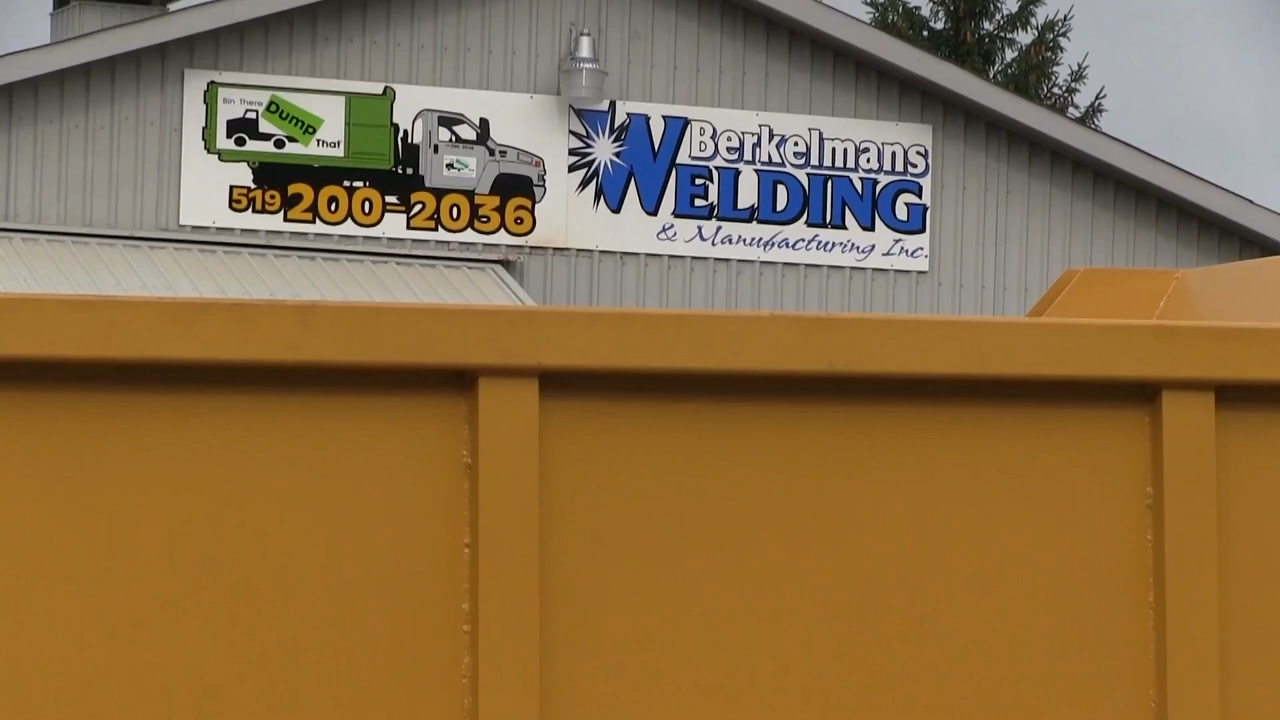 Bin There
Dump
That
519 200-2036
Berkelmans
WELDING
& Manufacturing Inc.